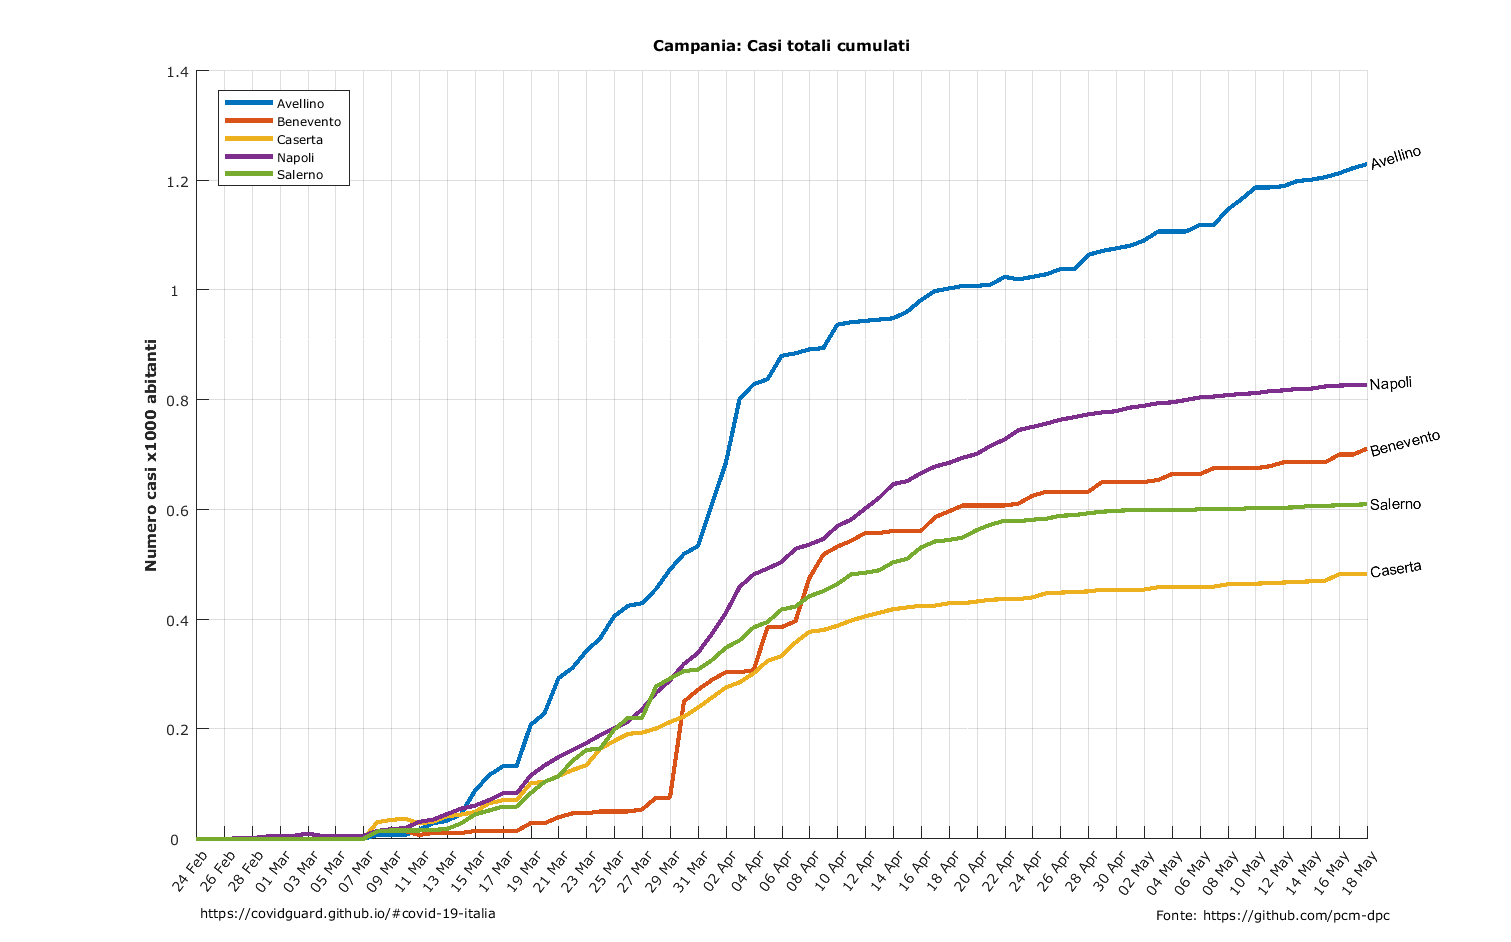 Campania: Casi totali cumulati
1.4
1.2
1
0.8
0.6
0.4
0.2
0
Numero casi x1000 abitanti
Avellino
Benevento
Caserta
Napoli
Salerno
Avellino
Napoli
Benevento
Salerno
Caserta
24 Feb
26 Feb
28 Feb
01 Mar
03 Mar
05 Mar
07 Mar
09 Mar
11 Mar
13 Mar
15 Mar
17 Mar
19 Mar
21 Mar
23 Mar
25 Mar
27 Mar
29 Mar
31 Mar
02 Apr
04 Apr
06 Apr
08 Apr
10 Apr
12 Apr
14 Apr
16 Apr
18 Apr
20 Apr
22 Apr
24 Apr
26 Apr
28 Apr
30 Apr
02 May
04 May
06 May
08 May
10 May
12 May
14 May
16 May
18 May
https://covidguard.github.io/#covid-19-italia
Fonte: https://github.com/pcm-dpc